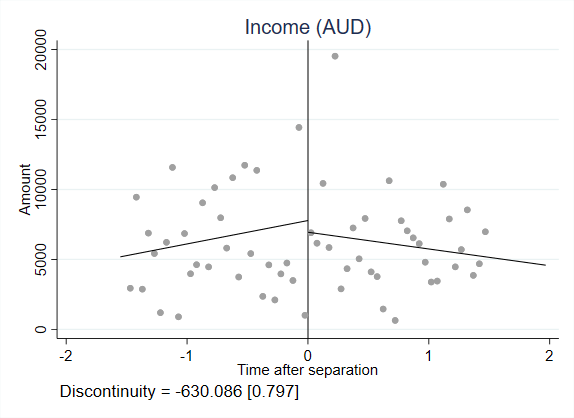 Income (AUD)
20000
15000
10000
5000
0
Amount
-2
-1
0
1
2
Time after separation
Discontinuity = -630.086 [0.797]